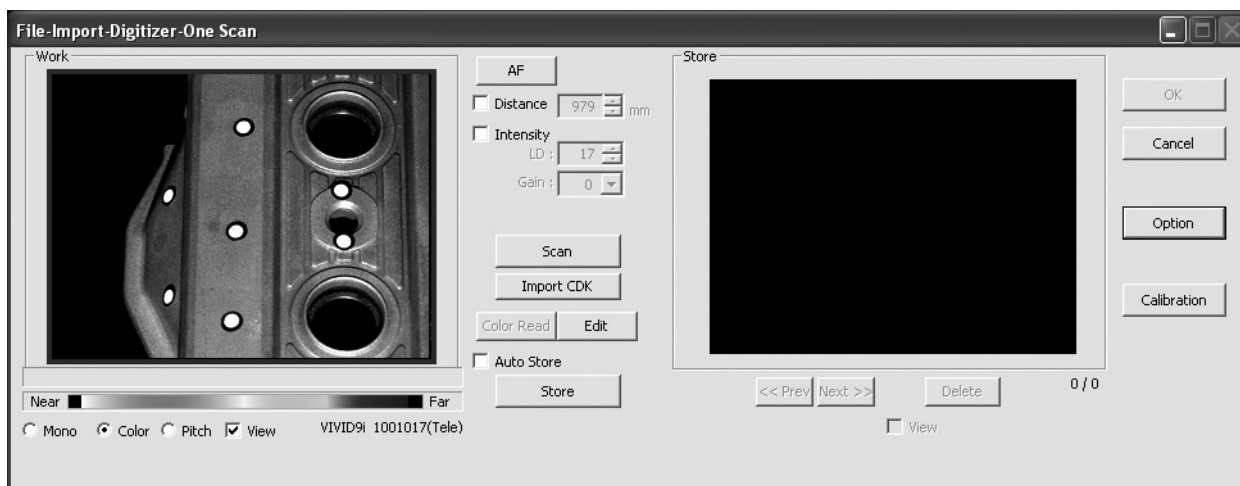 File-Import-Digitizer-One Scan
Work
AF
Distance 979 mm
Intensity
LD : 17
Gain : 0
Scan
Import CDK
Color Read Edit
Auto Store
Store
Near Far
Mono Color Pitch View VIVID9i 1001017(Tele)
Store
<< Prev Next >> Delete 0 / 0
View
OK
Cancel
Option
Calibration